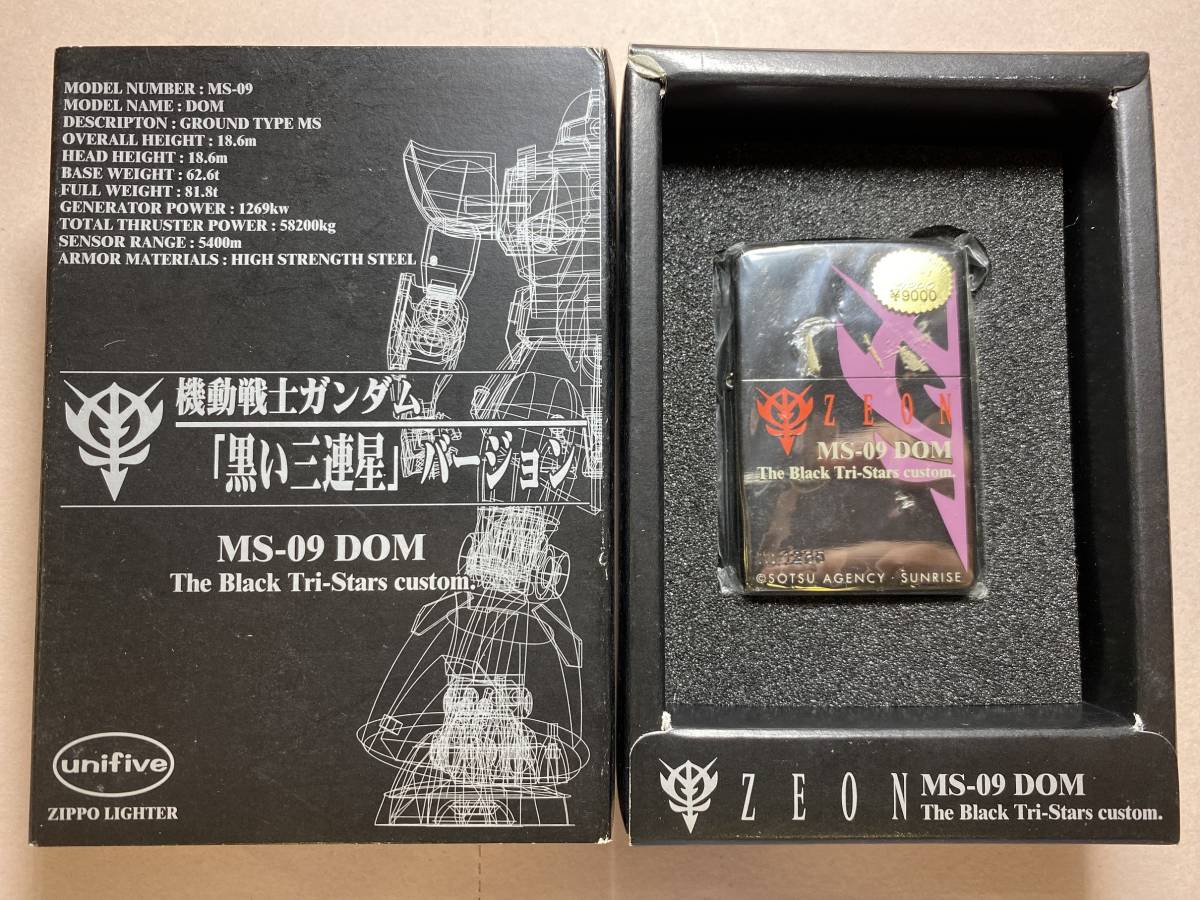 MODEL NUMBER : MS-09
MODEL NAME : DOM
DESCRIPTON : GROUND TYPE MS
OVERALL HEIGHT : 18.6m
HEAD HEIGHT : 18.6m
BASE WEIGHT : 62.6t
FULL WEIGHT : 81.8t
GENERATOR POWER : 1269kw
TOTAL THRUSTER POWER : 58200kg
SENSOR RANGE : 5400m
ARMOR MATERIALS : HIGH STRENGTH STEEL
機動戦士ガンダム
「黒い三連星」バージョン
MS-09 DOM
The Black Tri-Stars custom.
unifive
ZIPPO LIGHTER
¥9000
ZEON
MS-09 DOM
The Black Tri-Stars custom.
©SOTSU AGENCY · SUNRISE
ZEON MS-09 DOM
The Black Tri-Stars custom.